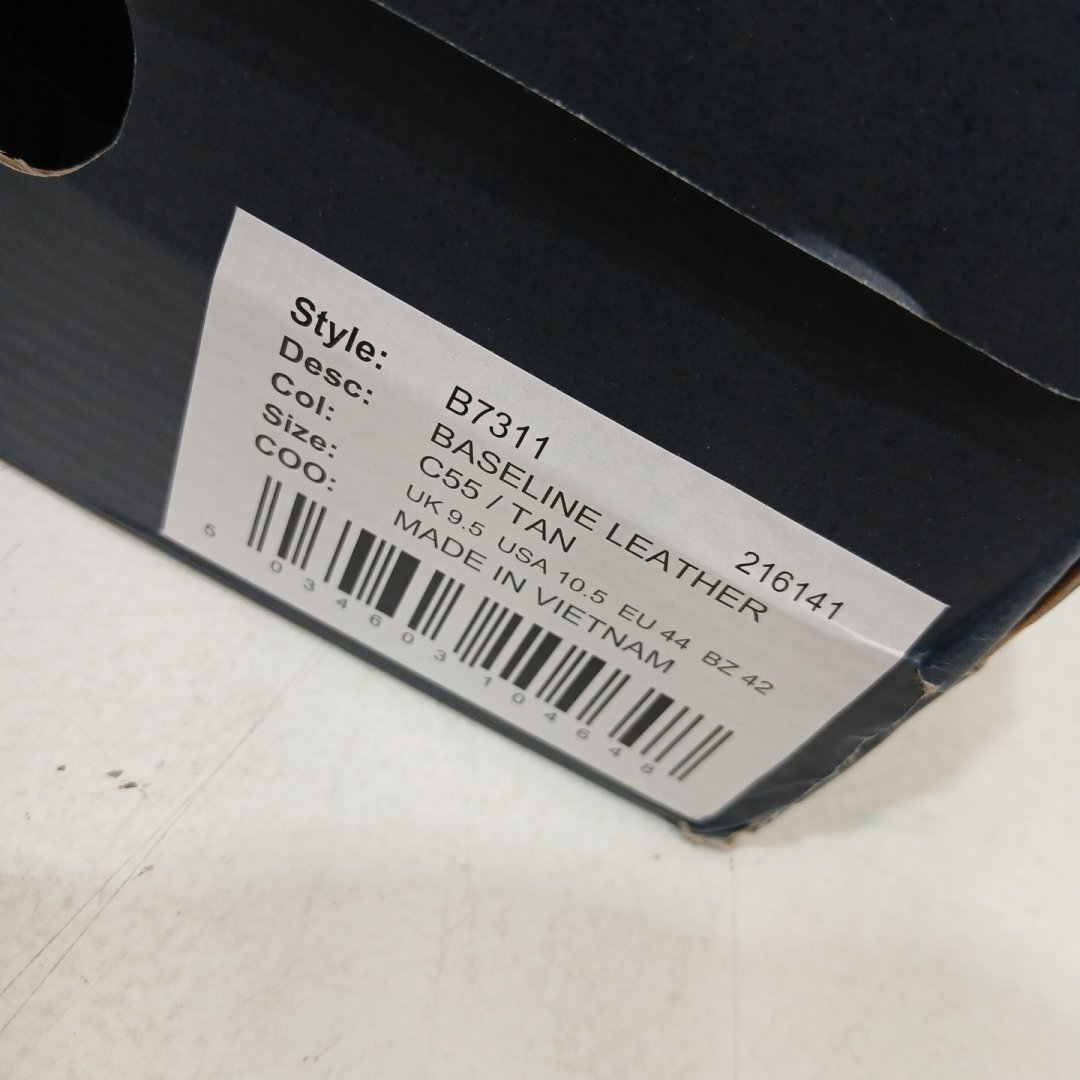 Style: B7311 216141
Desc: BASELINE LEATHER
Col: C55 / TAN
Size: UK 9.5 USA 10.5 EU 44 BZ 42
COO: MADE IN VIETNAM
5 034603 104648